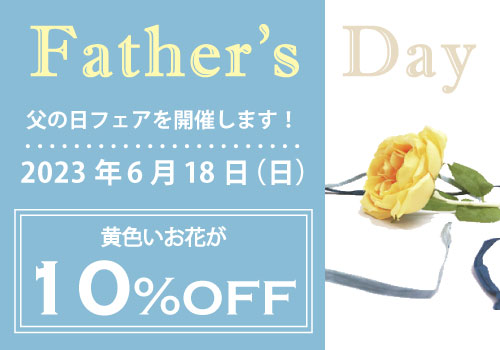 Father's Day
父の日フェアを開催します！
2023年6月18日（日）
黄色いお花が
10%OFF